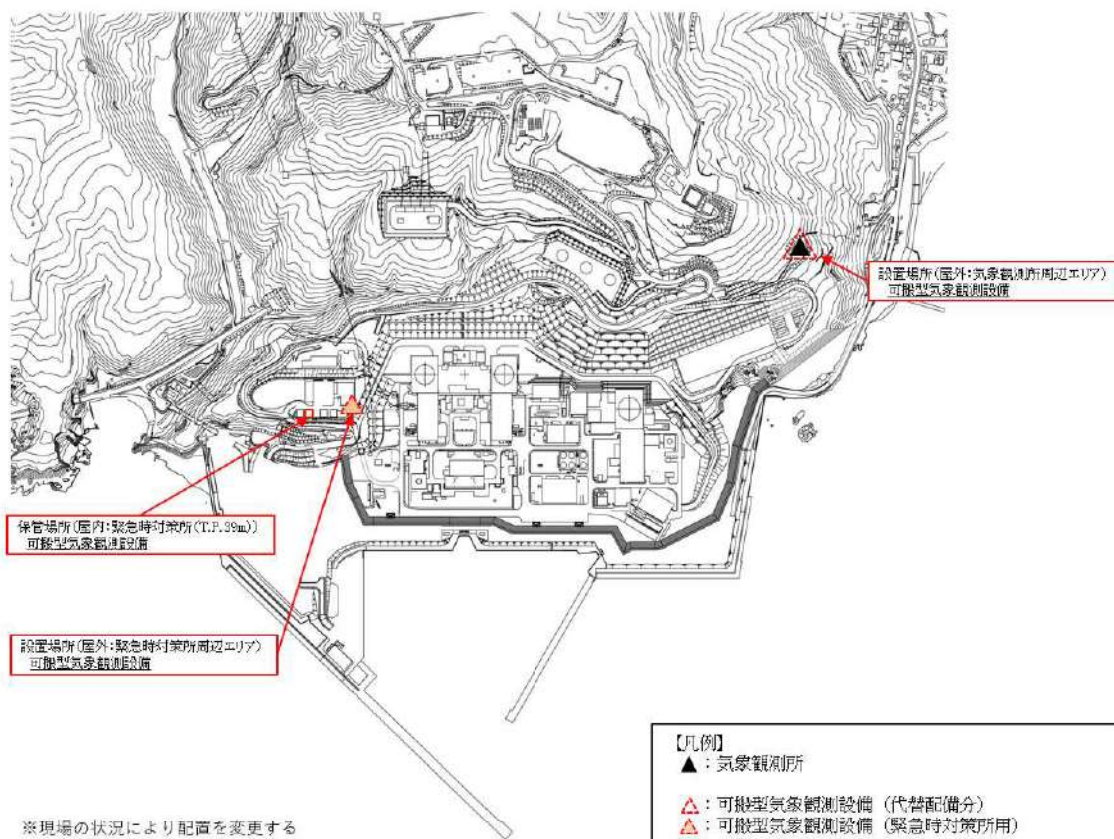 設置場所(屋外:気象観測所周辺エリア)
可搬型気象観測設備
保管場所(屋内:緊急時対策所(T.P.39m))
可搬型気象観測設備
設置場所(屋外:緊急時対策所周辺エリア)
可搬型気象観測設備
【凡例】
▲:気象観測所
△:可搬型気象観測設備(代替配備分)
△:可搬型気象観測設備(緊急時対策所用)
※現場の状況により配置を変更する